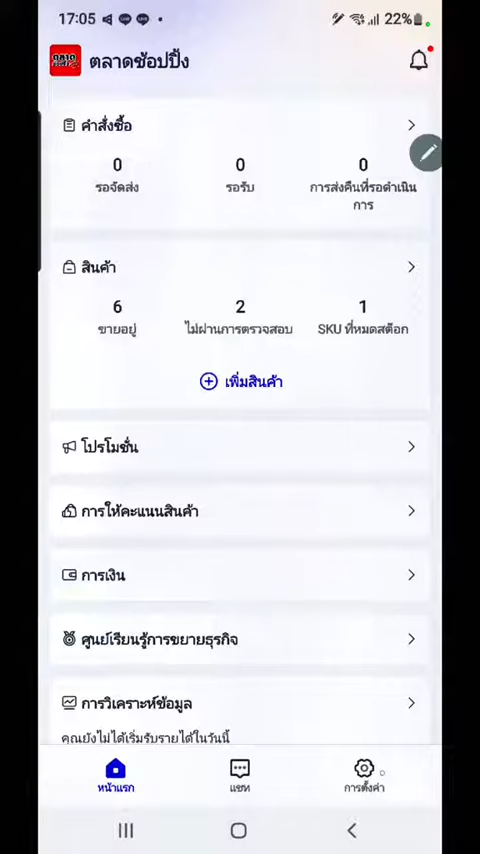 17:05
22%
ตลาดช้อปปิ้ง
คำสั่งซื้อ
0
0
0
รอจัดส่ง
รอรับ
การส่งคืนที่รอดำเนินการ
สินค้า
6
2
1
ขายอยู่
ไม่ผ่านการตรวจสอบ
SKU ที่หมดสต็อก
เพิ่มสินค้า
โปรโมชั่น
การให้คะแนนสินค้า
การเงิน
ศูนย์เรียนรู้การขยายธุรกิจ
การวิเคราะห์ข้อมูล
คุณยังไม่ได้เริ่มรับรายได้ในวันนี้
หน้าแรก
แชท
การตั้งค่า